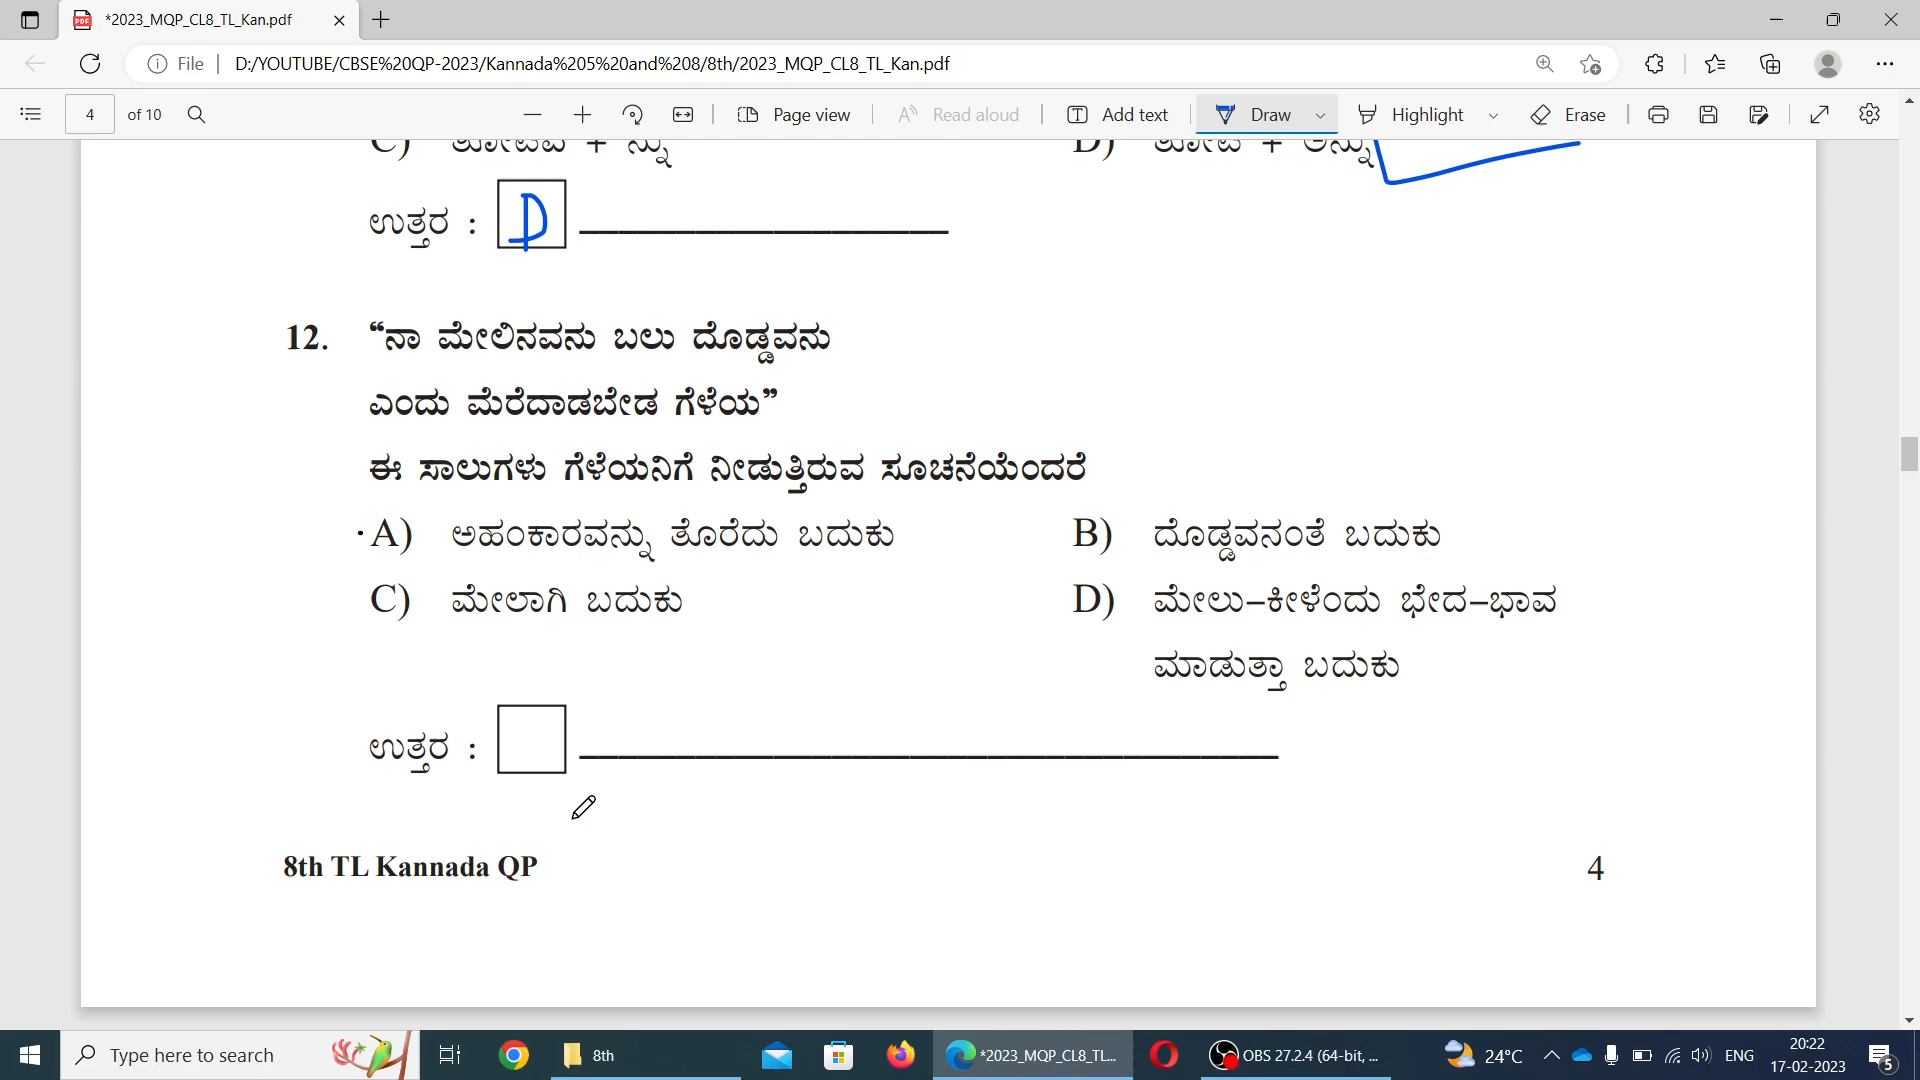 *2023_MQP_CL8_TL_Kan.pdf
File
D:/YOUTUBE/CBSE%20QP-2023/Kannada%205%20and%208/8th/2023_MQP_CL8_TL_Kan.pdf
4 of 10 Page view Read aloud Add text Draw Highlight Erase
C) ತೋಟವ + ನ್ನು D) ತೋಟ + ಅನ್ನು
ಉತ್ತರ : D
12. “ನಾ ಮೇಲಿನವನು ಬಲು ದೊಡ್ಡವನು
ಎಂದು ಮೆರೆದಾಡಬೇಡ ಗೆಳೆಯ”
ಈ ಸಾಲುಗಳು ಗೆಳೆಯನಿಗೆ ನೀಡುತ್ತಿರುವ ಸೂಚನೆಯೆಂದರೆ
A) ಅಹಂಕಾರವನ್ನು ತೊರೆದು ಬದುಕು B) ದೊಡ್ಡವನಂತೆ ಬದುಕು
C) ಮೇಲಾಗಿ ಬದುಕು D) ಮೇಲು–ಕೀಳೆಂದು ಭೇದ–ಭಾವ
ಮಾಡುತ್ತಾ ಬದುಕು
ಉತ್ತರ :
8th TL Kannada QP 4
Type here to search 8th *2023_MQP_CL8_TL... OBS 27.2.4 (64-bit, ... 24°C ENG 20:22
17-02-2023 5